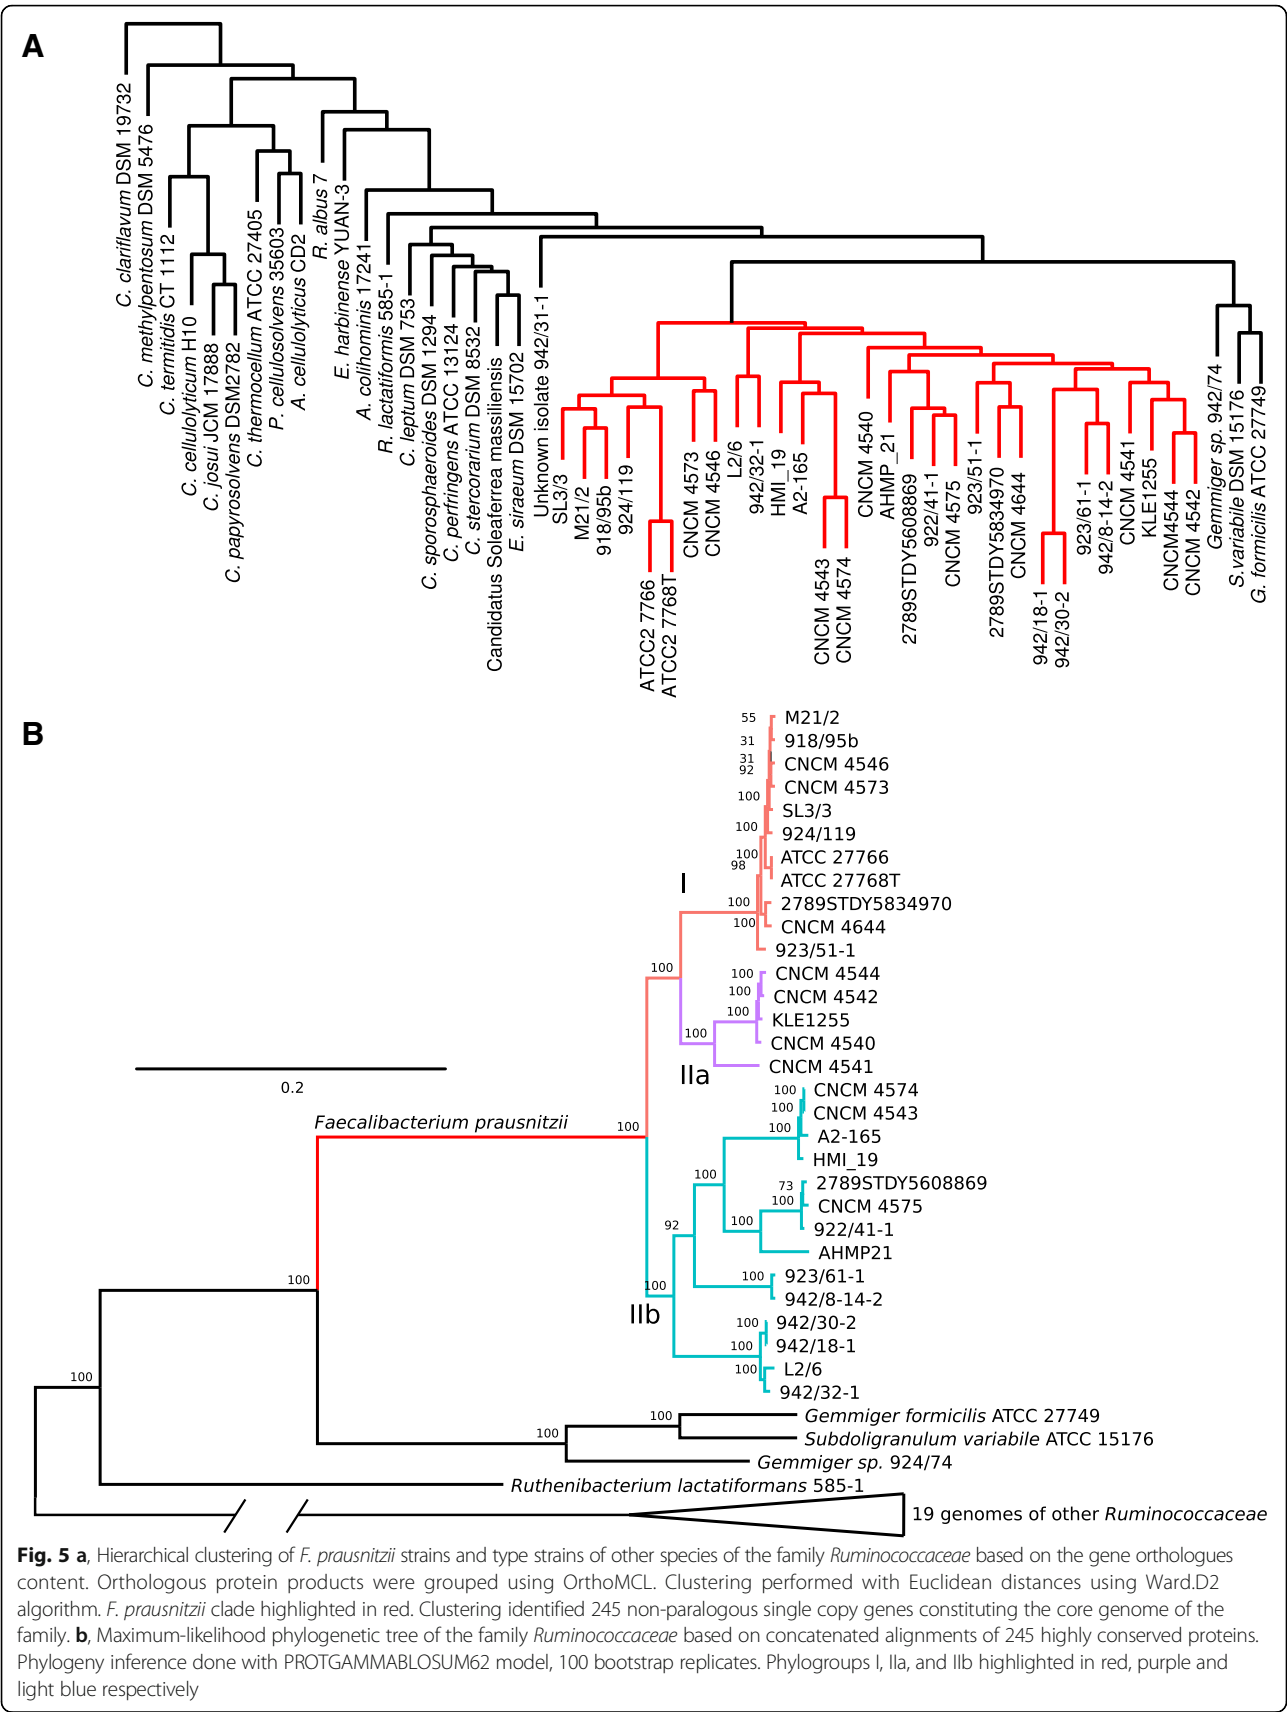 A
C. clariflavum DSM 19732
C. methylpentosum DSM 5476
C. termitidis CT 1112
C. cellulolyticum H10
C. josui JCM 17888
C. papyrosolvens DSM2782
C. thermocellum ATCC 27405
P. cellulosolvens 35603
A. cellulolyticus CD2
R. albus 7
E. harbinense YUAN-3
A. colihominis 17241
R. lactatiformis 585-1
C. leptum DSM 753
C. sporosphaeroides DSM 1294
C. perfringens ATCC 13124
C. stercorarium DSM 8532
Candidatus Soleaferrea massiliensis
E. siraeum DSM 15702
Unknown isolate 942/31-1
SL3/3
M21/2
918/95b
924/119
ATCC2 7766
ATCC2 7768T
CNCM 4573
CNCM 4546
L2/6
942/32-1
HMI_19
A2-165
CNCM 4543
CNCM 4574
CNCM 4540
AHMP_21
2789STDY5608869
922/41-1
CNCM 4575
923/51-1
2789STDY5834970
CNCM 4644
942/18-1
942/30-2
923/61-1
942/8-14-2
CNCM 4541
KLE1255
CNCM4544
CNCM 4542
Gemmiger sp. 942/74
S.variabile DSM 15176
G. formicilis ATCC 27749
B
55 M21/2
31 918/95b
31 CNCM 4546
92
CNCM 4573
100
SL3/3
100 924/119
100 ATCC 27766
98
ATCC 27768T
I
100 2789STDY5834970
100 CNCM 4644
923/51-1
100
100 CNCM 4544
100 CNCM 4542
100 KLE1255
100 CNCM 4540
CNCM 4541
IIa
0.2
100 CNCM 4574
100 CNCM 4543
Faecalibacterium prausnitzii 100
100 A2-165
HMI_19
100
73 2789STDY5608869
100 CNCM 4575
92 100 922/41-1
AHMP21
100 100 923/61-1
942/8-14-2
IIb
100 942/30-2
100 942/18-1
100 L2/6
942/32-1
100
100
100 Gemmiger formicilis ATCC 27749
100 Subdoligranulum variabile ATCC 15176
Gemmiger sp. 924/74
Ruthenibacterium lactatiformans 585-1
19 genomes of other Ruminococcaceae
Fig. 5 a, Hierarchical clustering of F. prausnitzii strains and type strains of other species of the family Ruminococcaceae based on the gene orthologues
content. Orthologous protein products were grouped using OrthoMCL. Clustering performed with Euclidean distances using Ward.D2
algorithm. F. prausnitzii clade highlighted in red. Clustering identified 245 non-paralogous single copy genes constituting the core genome of the
family. b, Maximum-likelihood phylogenetic tree of the family Ruminococcaceae based on concatenated alignments of 245 highly conserved proteins.
Phylogeny inference done with PROTGAMMABLOSUM62 model, 100 bootstrap replicates. Phylogroups I, IIa, and IIb highlighted in red, purple and
light blue respectively